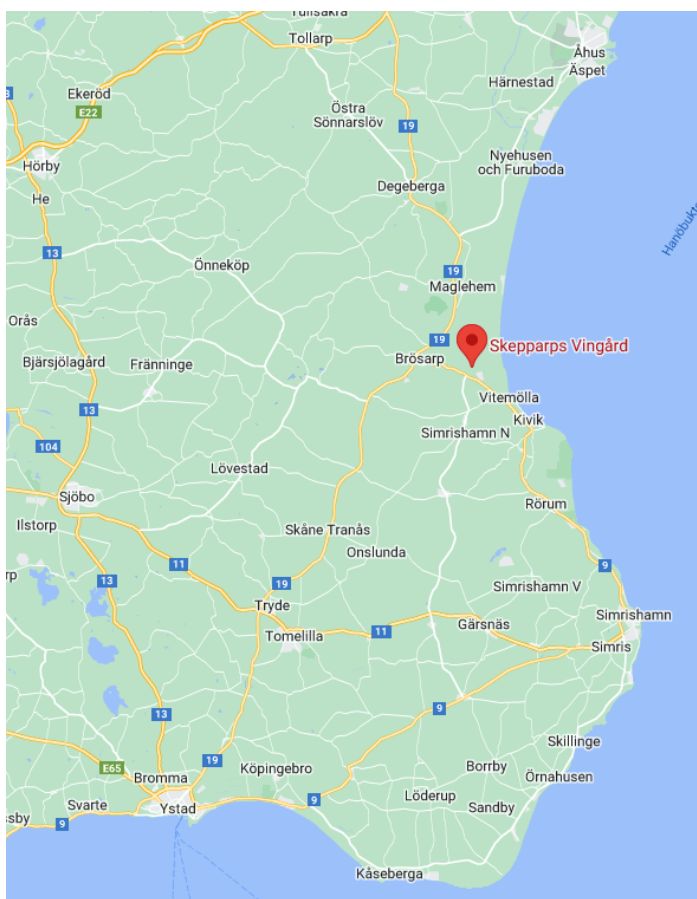 Tollarp
Åhus
Äspet
Härnestad
Ekeröd
E22
Östra
Sönnarslöv
19
Nyehusen
och Furuboda
Hörby
Degeberga
He
13
Önneköp
19
Maglehem
Orås
19
Skepparps Vingård
Brösarp
Bjärsjölagård
Fränninge
Vitemölla
13
Kivik
Simrishamn N
104
Lövestad
Sjöbo
Rörum
Ilstorp
Skåne Tranås
Onslunda
11
9
13
19
Simrishamn V
Tryde
Simrishamn
Gärsnäs
11
Tomelilla
Simris
9
13
Skillinge
19
E65
Köpingebro
Borrby
Bromma
Örnahusen
Svarte
9
Löderup
Ystad
Sandby
9
Kåseberga